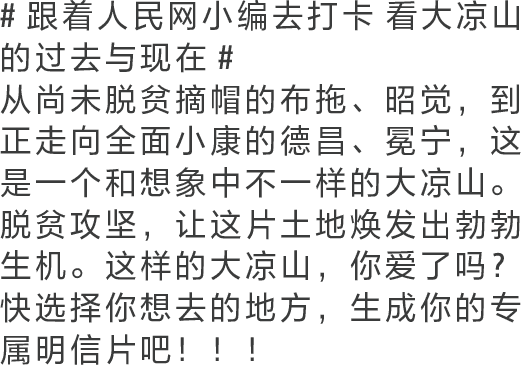 # 跟着人民网小编去打卡 看大凉山
的过去与现在 #
从尚未脱贫摘帽的布拖、昭觉，到
正走向全面小康的德昌、冕宁，这
是一个和想象中不一样的大凉山。
脱贫攻坚，让这片土地焕发出勃勃
生机。这样的大凉山，你爱了吗？
快选择你想去的地方，生成你的专
属明信片吧！！！